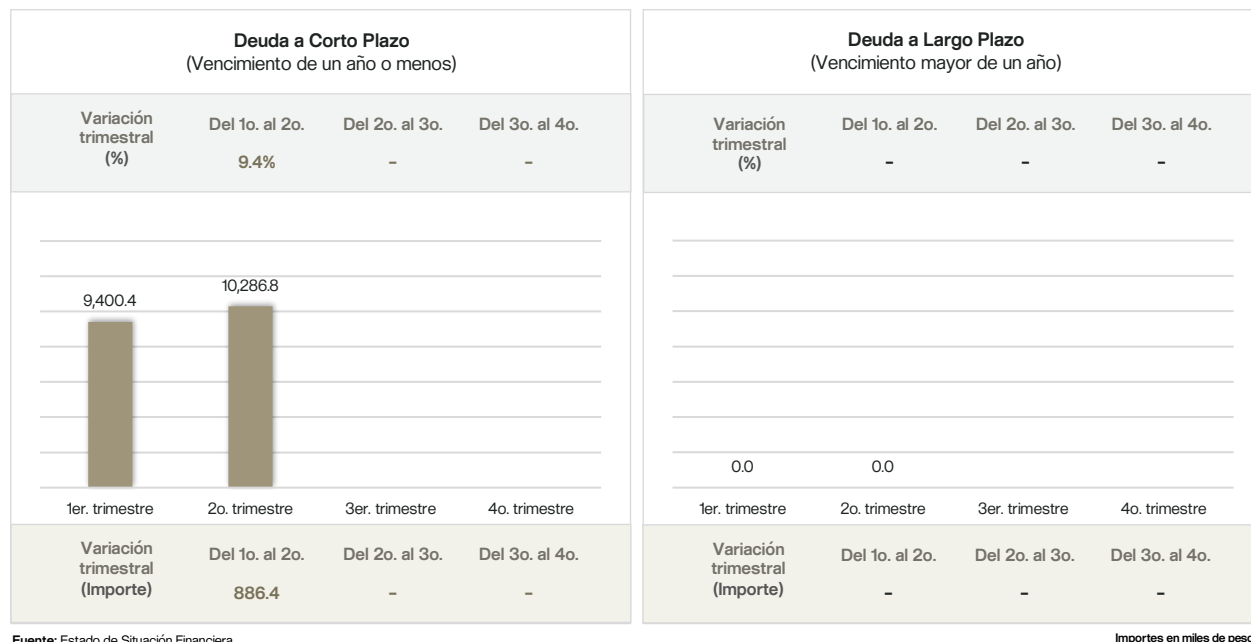 Deuda a Corto Plazo
(Vencimiento de un año o menos)
Variación
trimestral
(%)
Del 1o. al 2o.
Del 2o. al 3o.
Del 3o. al 4o.
9.4%
–
–
9,400.4
10,286.8
1er. trimestre
2o. trimestre
3er. trimestre
4o. trimestre
Variación
trimestral
(Importe)
Del 1o. al 2o.
Del 2o. al 3o.
Del 3o. al 4o.
886.4
–
–
Deuda a Largo Plazo
(Vencimiento mayor de un año)
Variación
trimestral
(%)
Del 1o. al 2o.
Del 2o. al 3o.
Del 3o. al 4o.
–
–
–
0.0
0.0
1er. trimestre
2o. trimestre
3er. trimestre
4o. trimestre
Variación
trimestral
(Importe)
Del 1o. al 2o.
Del 2o. al 3o.
Del 3o. al 4o.
–
–
–
Fuente: Estado de Situación Financiera
Importes en miles de